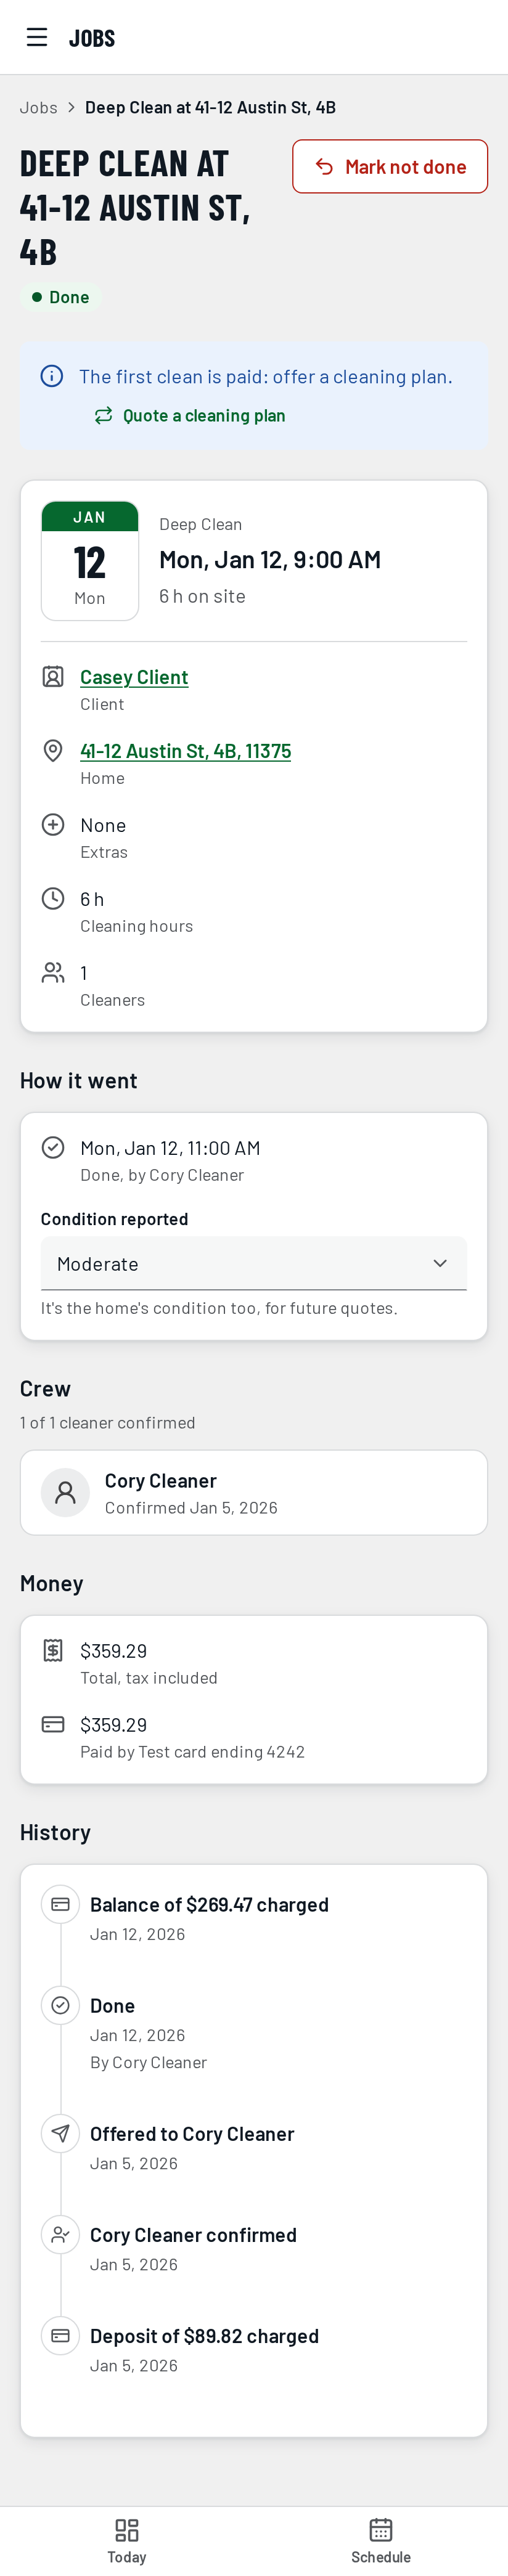 JOBS
Jobs > Deep Clean at 41-12 Austin St, 4B
DEEP CLEAN AT
41-12 AUSTIN ST,
4B
Mark not done
Done
The first clean is paid: offer a cleaning plan.
Quote a cleaning plan
JAN
12
Mon
Deep Clean
Mon, Jan 12, 9:00 AM
6 h on site
Casey Client
Client
41-12 Austin St, 4B, 11375
Home
None
Extras
6 h
Cleaning hours
1
Cleaners
How it went
Mon, Jan 12, 11:00 AM
Done, by Cory Cleaner
Condition reported
Moderate
It's the home's condition too, for future quotes.
Crew
1 of 1 cleaner confirmed
Cory Cleaner
Confirmed Jan 5, 2026
Money
$359.29
Total, tax included
$359.29
Paid by Test card ending 4242
History
Balance of $269.47 charged
Jan 12, 2026
Done
Jan 12, 2026
By Cory Cleaner
Offered to Cory Cleaner
Jan 5, 2026
Cory Cleaner confirmed
Jan 5, 2026
Deposit of $89.82 charged
Jan 5, 2026
Today
Schedule